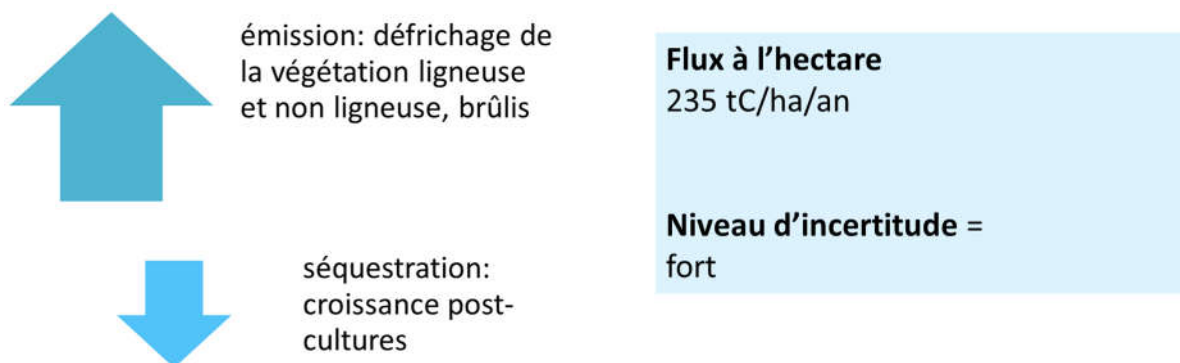 émission: défrichage de
la végétation ligneuse
et non ligneuse, brûlis
Flux à l’hectare
235 tC/ha/an
Niveau d’incertitude =
fort
séquestration:
croissance post-
cultures